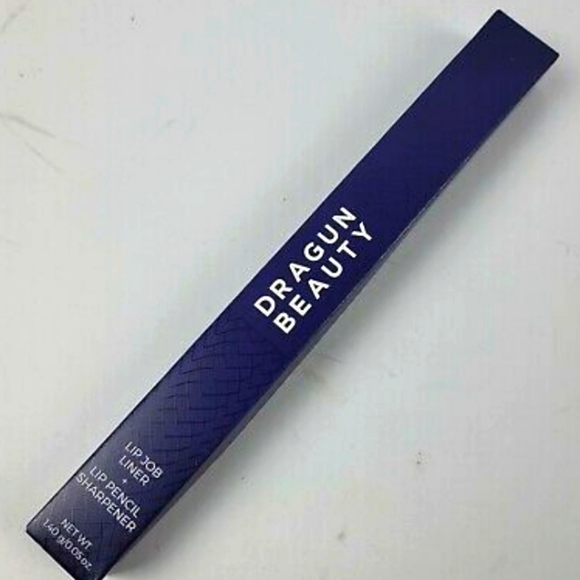 DRAGUN
BEAUTY
LIP JOB
LINER
+
LIP PENCIL
SHARPENER
NET WT.
1.40 g/0.05 oz.